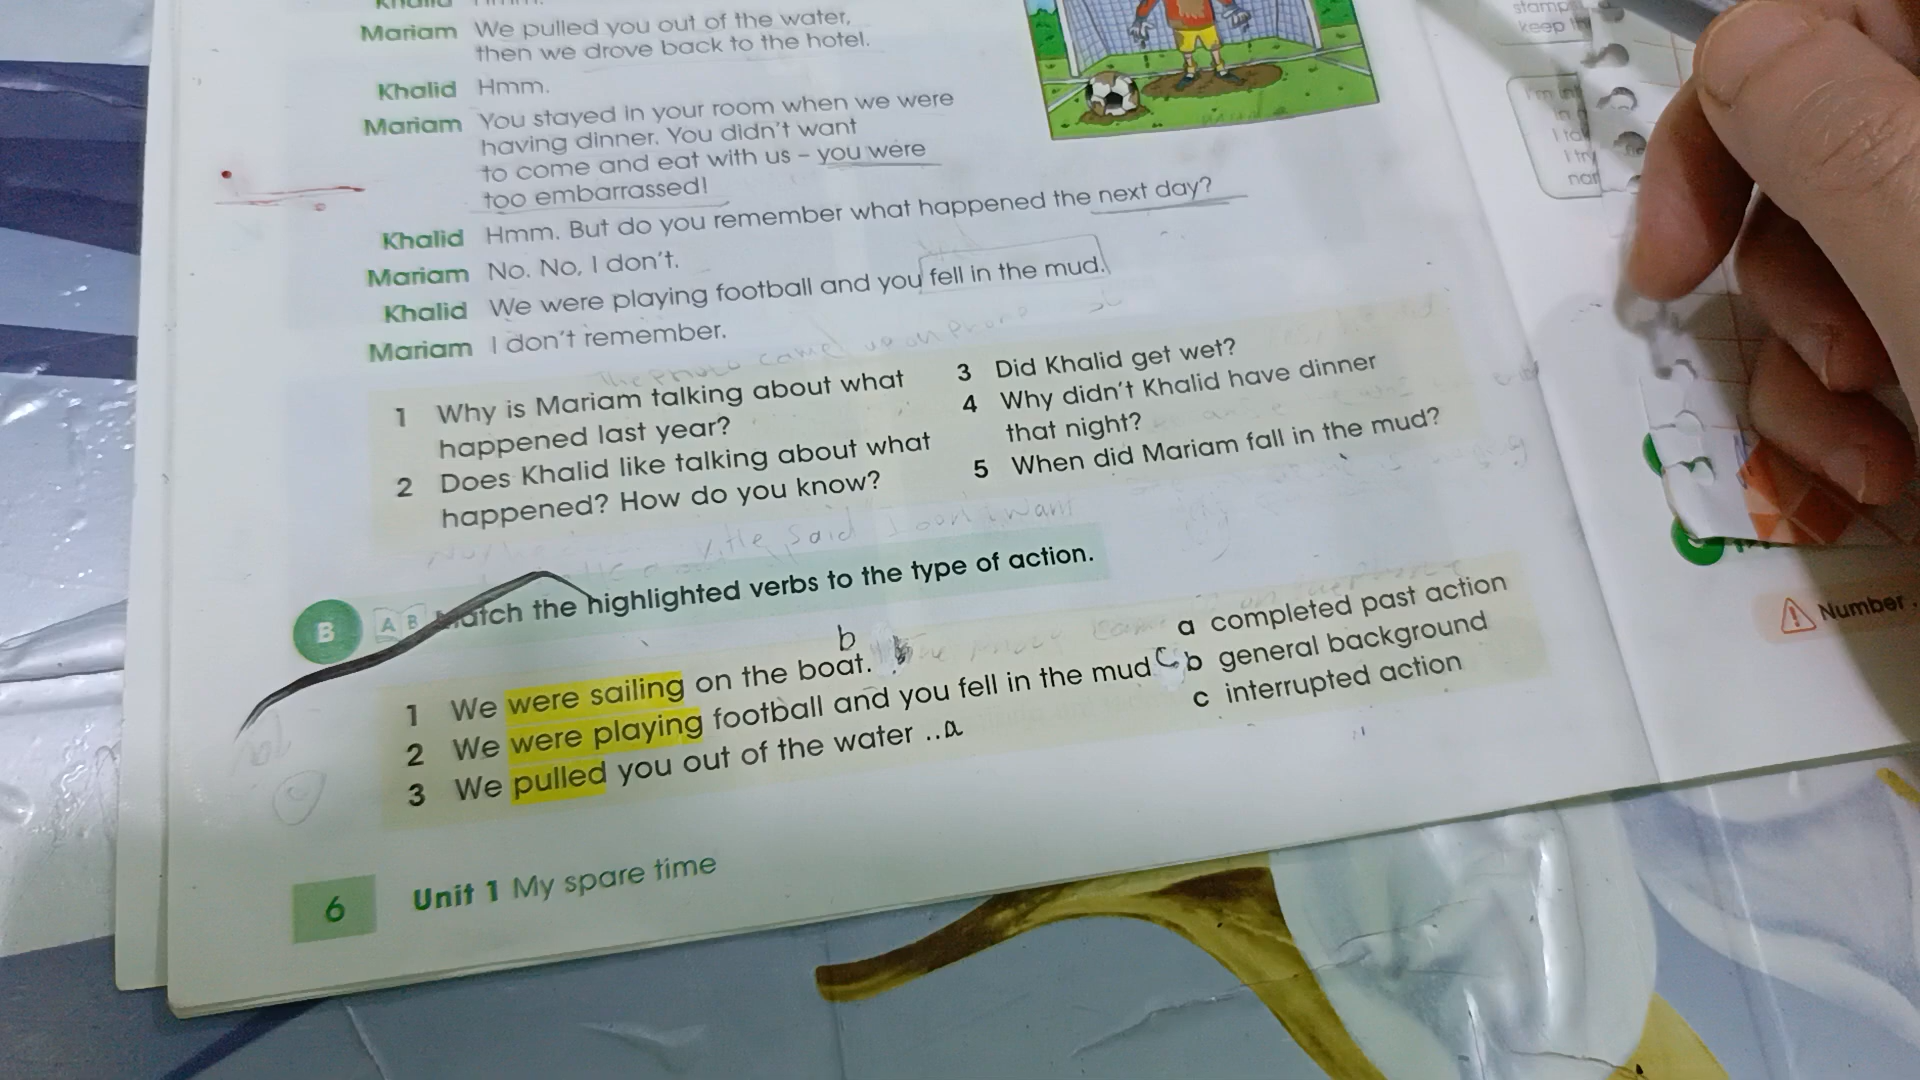 Mariam We pulled you out of the water,
then we drove back to the hotel.
Khalid Hmm.
Mariam You stayed in your room when we were
having dinner. You didn't want
to come and eat with us – you were
too embarrassed!
Khalid Hmm. But do you remember what happened the next day?
Mariam No. No, I don't.
Khalid We were playing football and you fell in the mud.
Mariam I don't remember.
1 Why is Mariam talking about what
happened last year?
2 Does Khalid like talking about what
happened? How do you know?
3 Did Khalid get wet?
4 Why didn't Khalid have dinner
that night?
5 When did Mariam fall in the mud?
B A B Match the highlighted verbs to the type of action.
1 We were sailing on the boat. b
2 We were playing football and you fell in the mud C
3 We pulled you out of the water ..a
a completed past action
b general background
c interrupted action
6 Unit 1 My spare time
stamp
keep
I'm
in
I
I try
Number